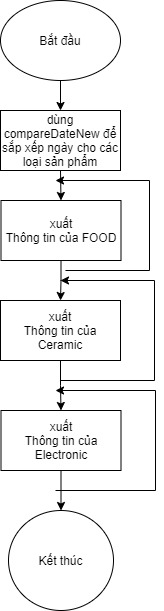 Bắt đầu
dùng
compareDateNew để
sắp xếp ngày cho các
loại sản phẩm
xuất
Thông tin của FOOD
xuất
Thông tin của
Ceramic
xuất
Thông tin của
Electronic
Kết thúc